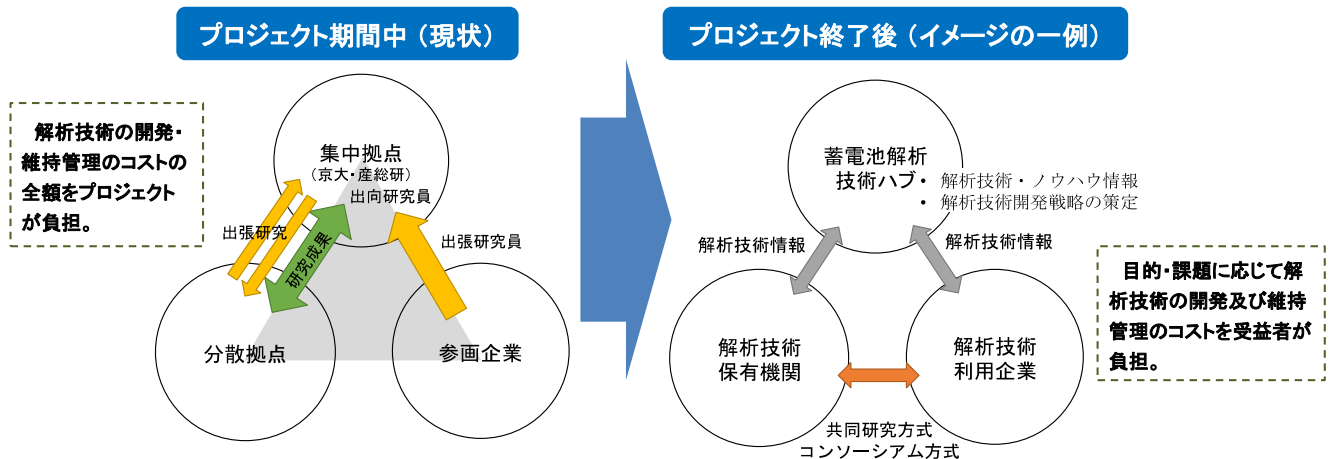 プロジェクト期間中（現状）
解析技術の開発・
維持管理のコストの
全額をプロジェクト
が負担。
集中拠点
（京大・産総研）
出向研究員
出張研究
研究成果
出張研究員
分散拠点
参画企業
プロジェクト終了後（イメージの一例）
蓄電池解析
技術ハブ
・ 解析技術・ノウハウ情報
・ 解析技術開発戦略の策定
解析技術情報
解析技術情報
解析技術
保有機関
解析技術
利用企業
共同研究方式
コンソーシアム方式
目的・課題に応じて解
析技術の開発及び維持
管理のコストを受益者が
負担。